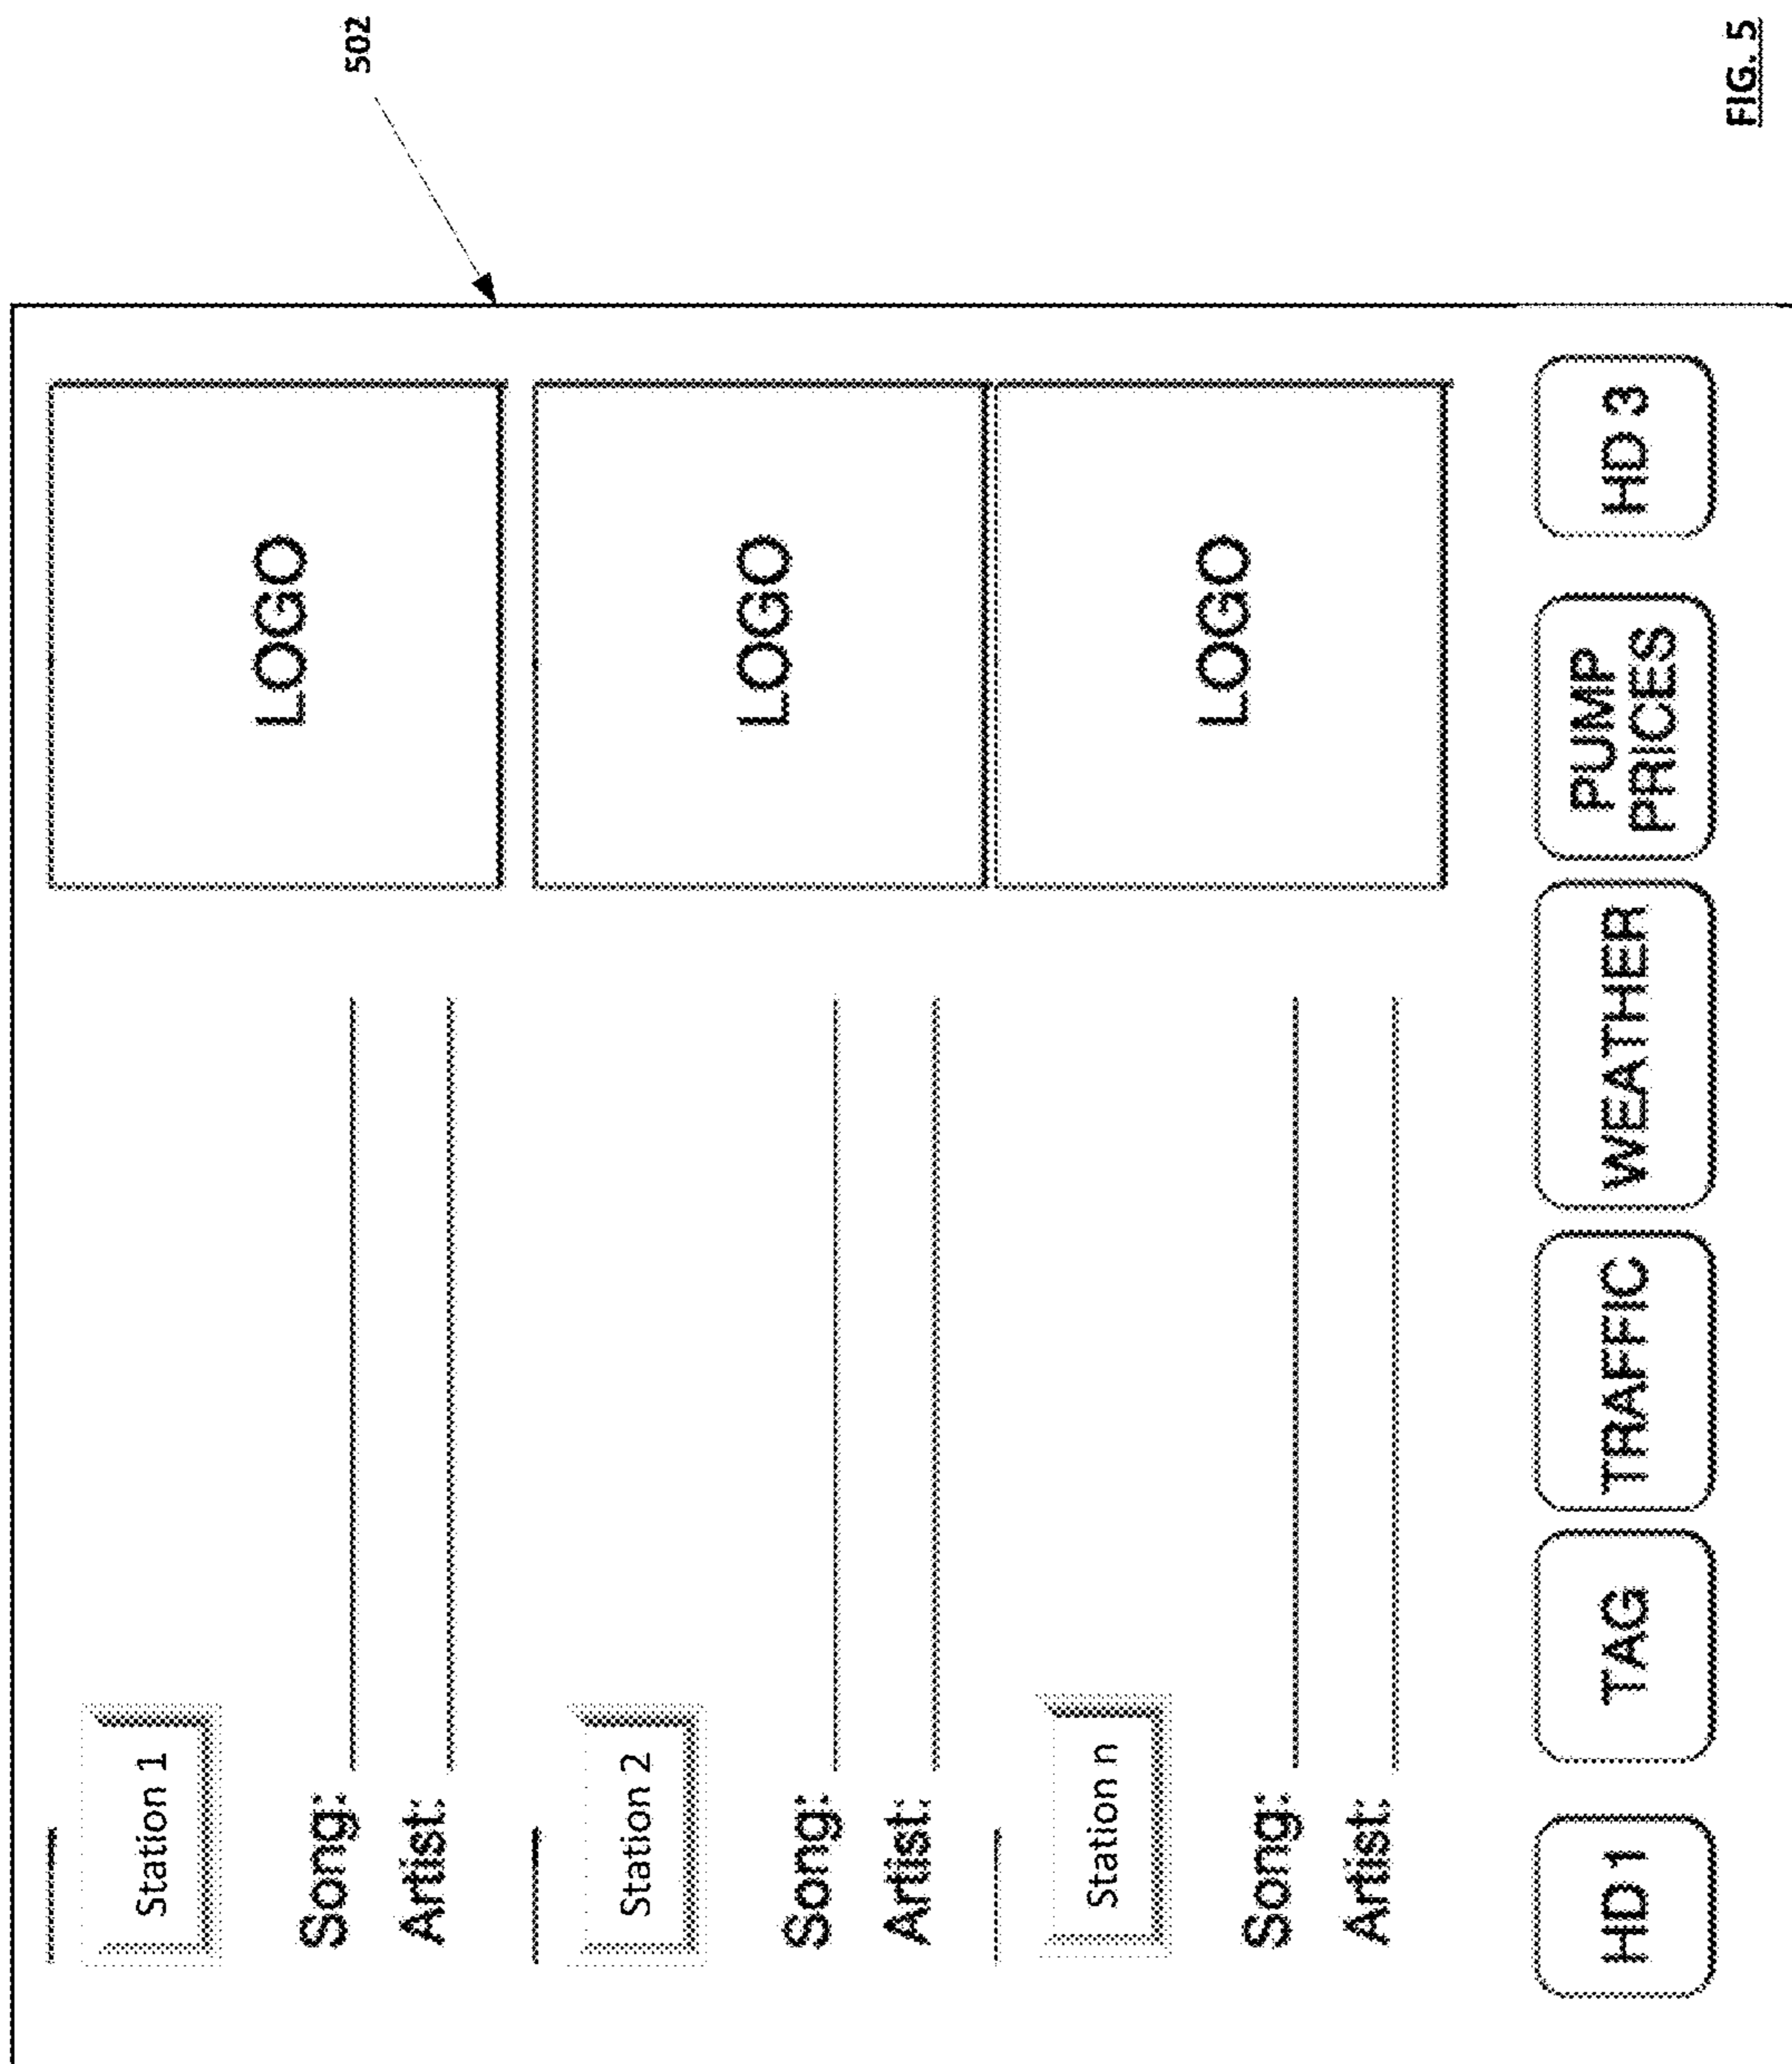 502
Station 1
LOGO
Song:
Artist:
Station 2
LOGO
Song:
Artist:
Station n
LOGO
Song:
Artist:
HD 1
TAG
TRAFFIC
WEATHER
PUMP
PRICES
HD 3
FIG. 5